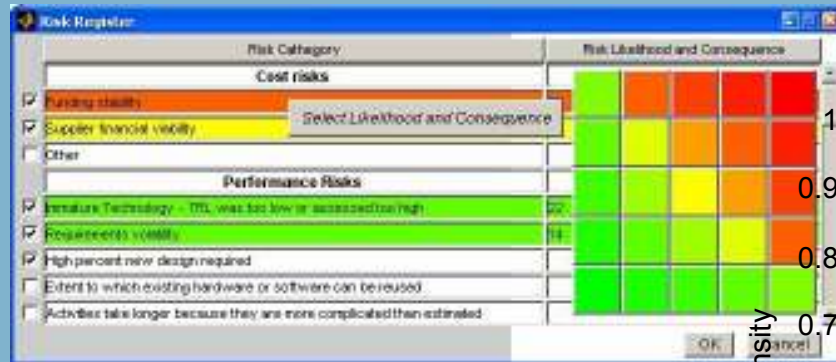 Risk Register
Risk Cathegory
Risk Likelihood and Consequence
Cost risks
Funding stability
Select Likelihood and Consequence
Supplier financial viability
Other
Performance Risks
Immature Technology - TRL was too low or assessed too high
22
Requirements volatility
14
High percent new design required
Extent to which existing hardware or software can be reused
Activities take longer because they are more complicated than estimated
OK
Cancel
1
0.9
0.8
0.7